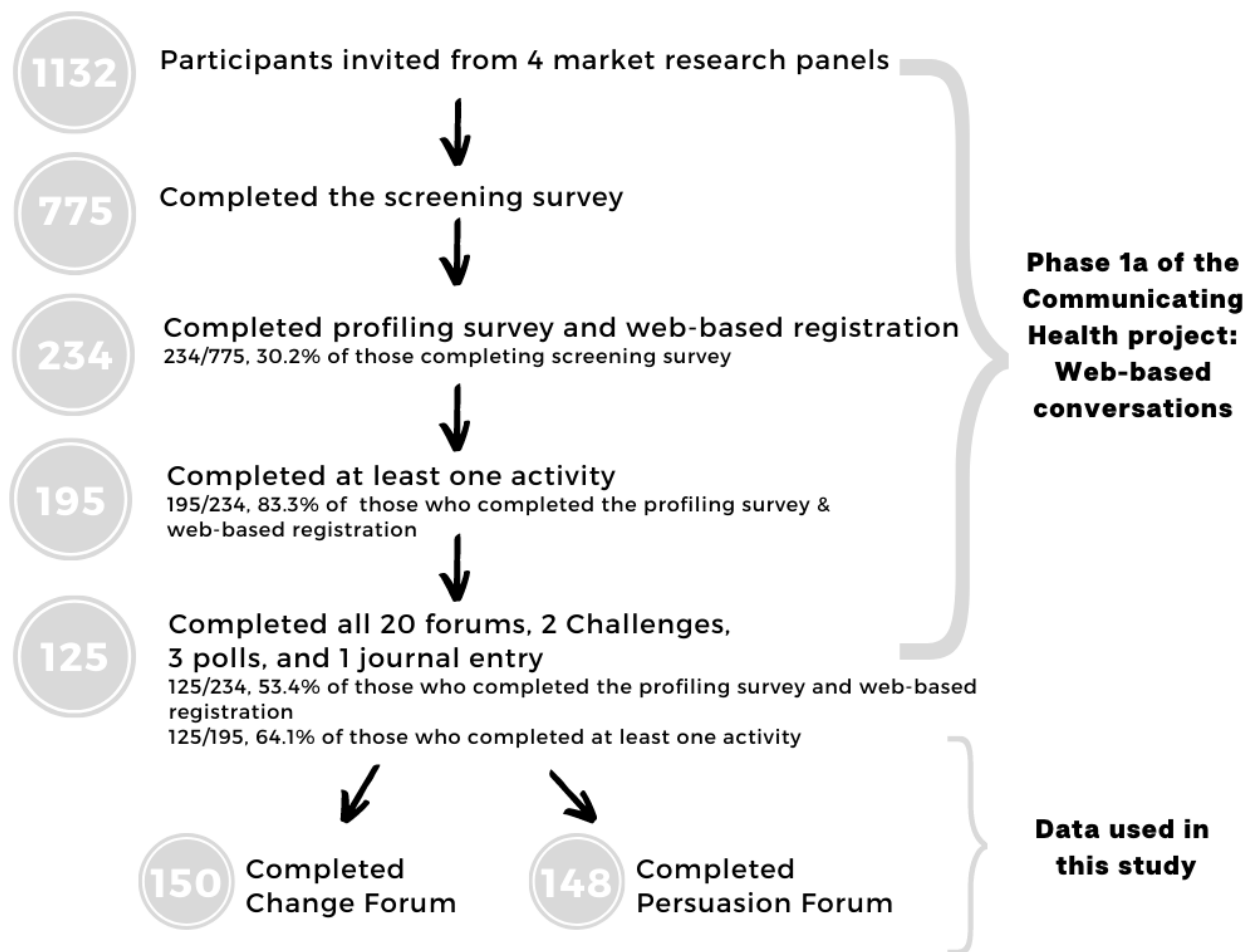 1132
Participants invited from 4 market research panels
775
Completed the screening survey
234
Completed profiling survey and web-based registration
234/775, 30.2% of those completing screening survey
195
Completed at least one activity
195/234, 83.3% of those who completed the profiling survey &
web-based registration
125
Completed all 20 forums, 2 Challenges,
3 polls, and 1 journal entry
125/234, 53.4% of those who completed the profiling survey and web-based
registration
125/195, 64.1% of those who completed at least one activity
Phase 1a of the
Communicating
Health project:
Web-based
conversations
150
Completed
Change Forum
148
Completed
Persuasion Forum
Data used in
this study